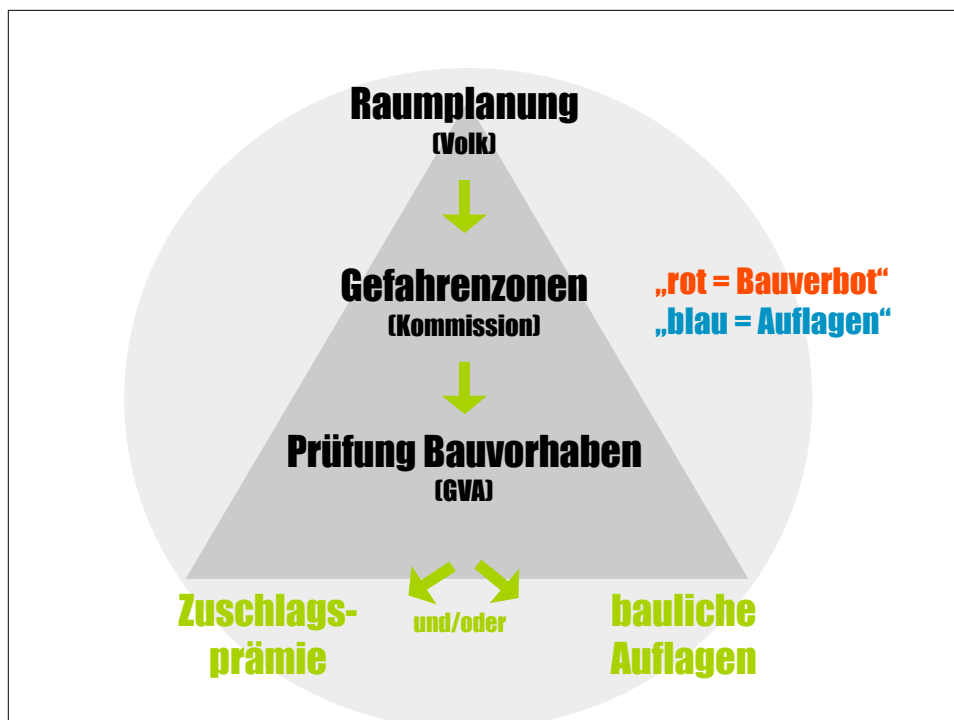 Raumplanung
(Volk)
Gefahrenzonen
(Kommission)
„rot = Bauverbot“
„blau = Auflagen“
Prüfung Bauvorhaben
(GVA)
Zuschlags-
prämie
und/oder
bauliche
Auflagen